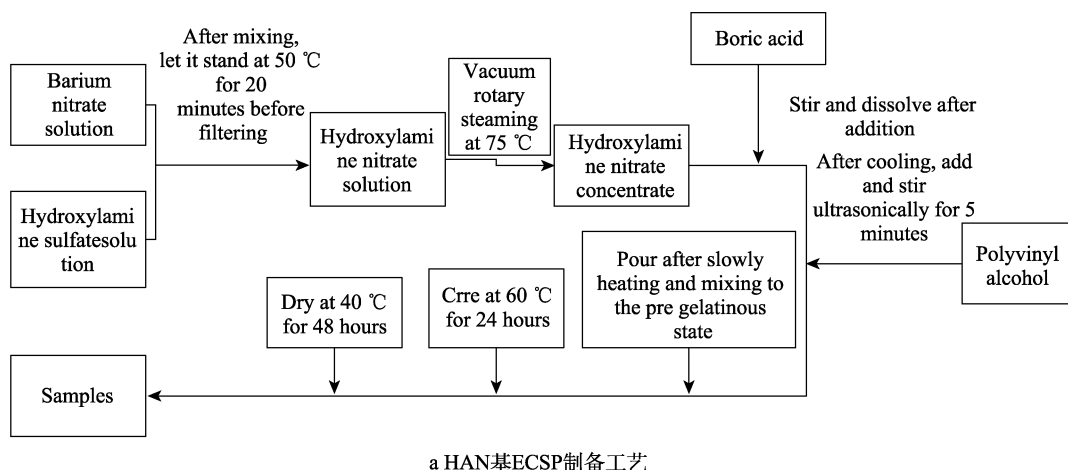 Barium
nitrate
solution
After mixing,
let it stand at 50 ℃
for 20
minutes before
filtering
Hydroxylami
ne sulfatesolu
tion
Hydroxylami
ne nitrate
solution
Vacuum
rotary
steaming
at 75 ℃
Hydroxylami
ne nitrate
concentrate
Boric acid
Stir and dissolve after
addition
After cooling, add
and stir
ultrasonically for 5
minutes
Polyvinyl
alcohol
Pour after slowly
heating and mixing to
the pre gelatinous
state
Crre at 60 ℃
for 24 hours
Dry at 40 ℃
for 48 hours
Samples
a HAN基ECSP制备工艺